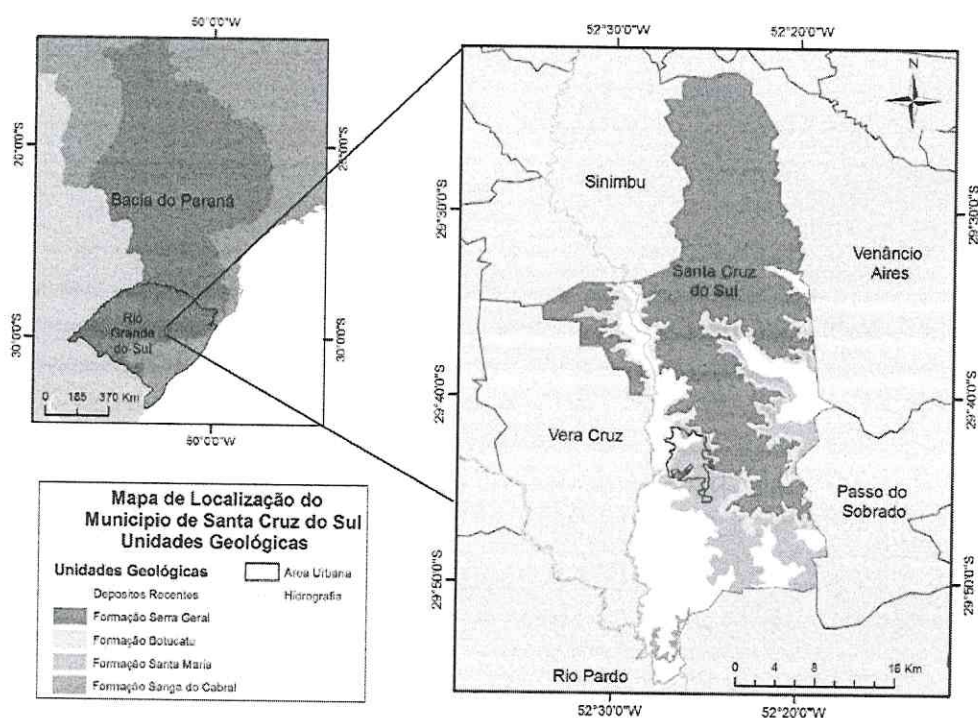 50°0'0"W
20°0'0"S
20°0'0"S
Bacia do Paraná
Rio
Grande
do Sul
30°0'0"S
30°0'0"S
0 185 370 Km
50°0'0"W
52°30'0"W
52°20'0"W
N
Sinimbu
29°30'0"S
29°30'0"S
Venâncio
Aires
Santa Cruz
do Sul
29°40'0"S
29°40'0"S
Vera Cruz
Passo do
Sobrado
29°50'0"S
29°50'0"S
Rio Pardo
0 4 8 16 Km
52°30'0"W
52°20'0"W
Mapa de Localização do
Municipio de Santa Cruz do Sul
Unidades Geológicas
Unidades Geológicas
Area Urbana
Depositos Recentes
Hidrografia
Formação Serra Geral
Formação Botucatu
Formação Santa Maria
Formação Sanga do Cabral